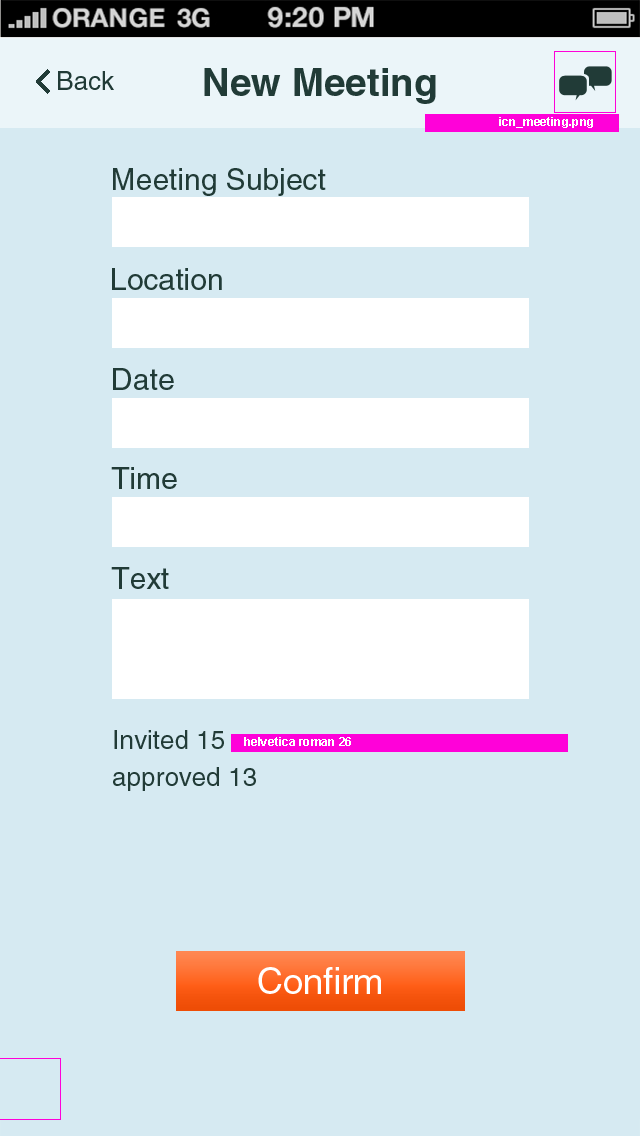 ORANGE 3G 9:20 PM
Back New Meeting
icn_meeting.png
Meeting Subject
Location
Date
Time
Text
Invited 15 helvetica roman 26
approved 13
Confirm